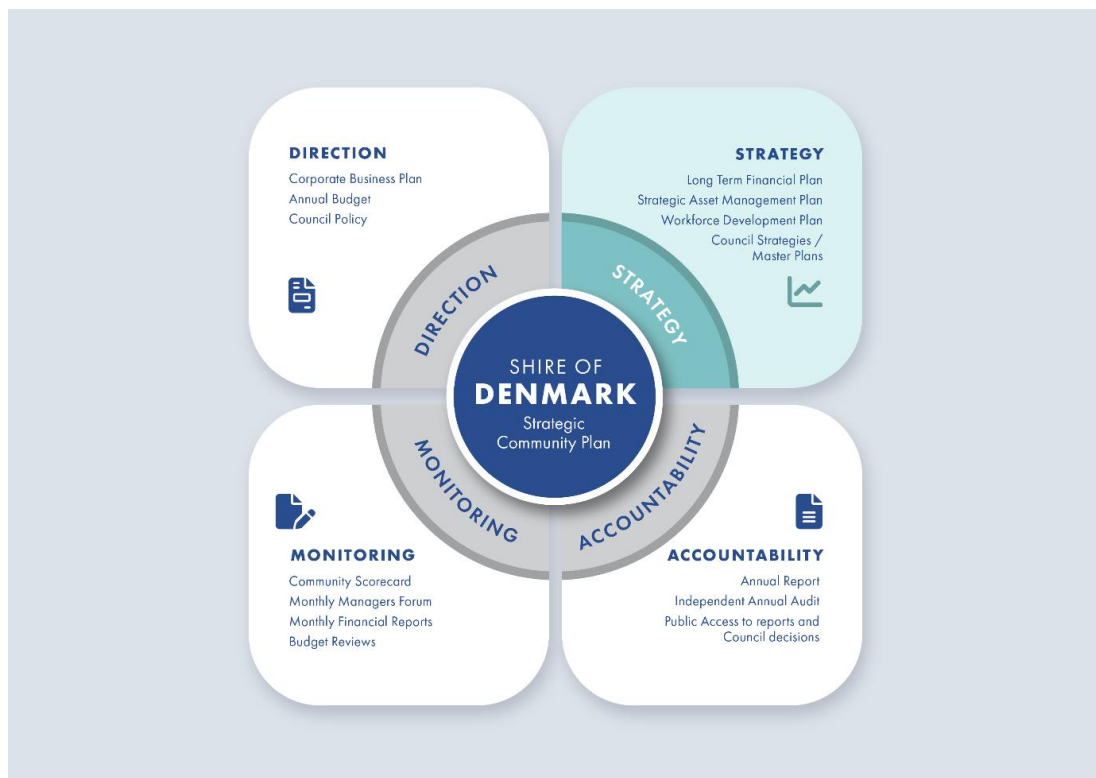 DIRECTION
Corporate Business Plan
Annual Budget
Council Policy
STRATEGY
Long Term Financial Plan
Strategic Asset Management Plan
Workforce Development Plan
Council Strategies /
Master Plans
DIRECTION
STRATEGY
SHIRE OF
DENMARK
Strategic
Community Plan
MONITORING
ACCOUNTABILITY
MONITORING
Community Scorecard
Monthly Managers Forum
Monthly Financial Reports
Budget Reviews
ACCOUNTABILITY
Annual Report
Independent Annual Audit
Public Access to reports and
Council decisions